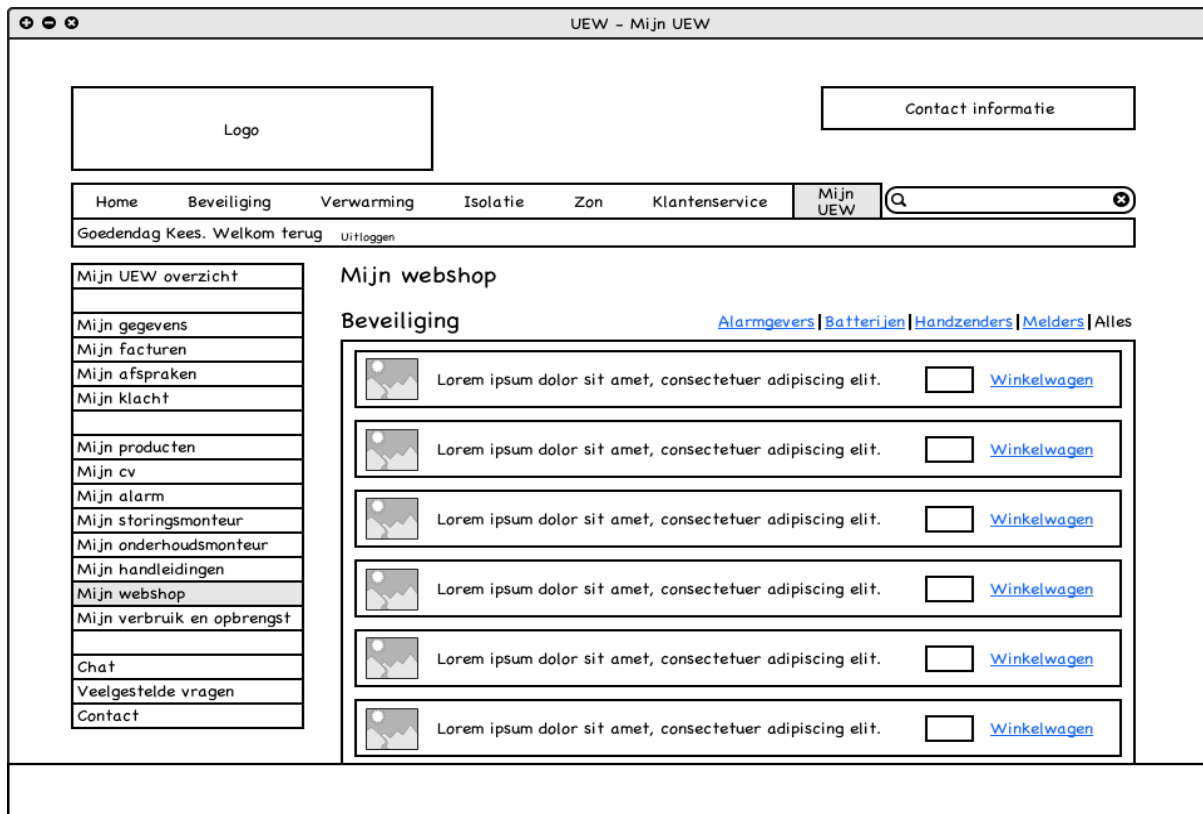 UEW - Mijn UEW
Logo
Contact informatie
Home Beveiliging Verwarming Isolatie Zon Klantenservice Mijn UEW
Goedendag Kees. Welkom terug Uitloggen
Mijn UEW overzicht
Mijn gegevens
Mijn facturen
Mijn afspraken
Mijn klacht
Mijn producten
Mijn cv
Mijn alarm
Mijn storingsmonteur
Mijn onderhoudsmonteur
Mijn handleidingen
Mijn webshop
Mijn verbruik en opbrengst
Chat
Veelgestelde vragen
Contact
Mijn webshop
Beveiliging
Alarmgevers|Batterijen|Handzenders|Melders|Alles
Lorem ipsum dolor sit amet, consectetuer adipiscing elit. Winkelwagen
Lorem ipsum dolor sit amet, consectetuer adipiscing elit. Winkelwagen
Lorem ipsum dolor sit amet, consectetuer adipiscing elit. Winkelwagen
Lorem ipsum dolor sit amet, consectetuer adipiscing elit. Winkelwagen
Lorem ipsum dolor sit amet, consectetuer adipiscing elit. Winkelwagen
Lorem ipsum dolor sit amet, consectetuer adipiscing elit. Winkelwagen